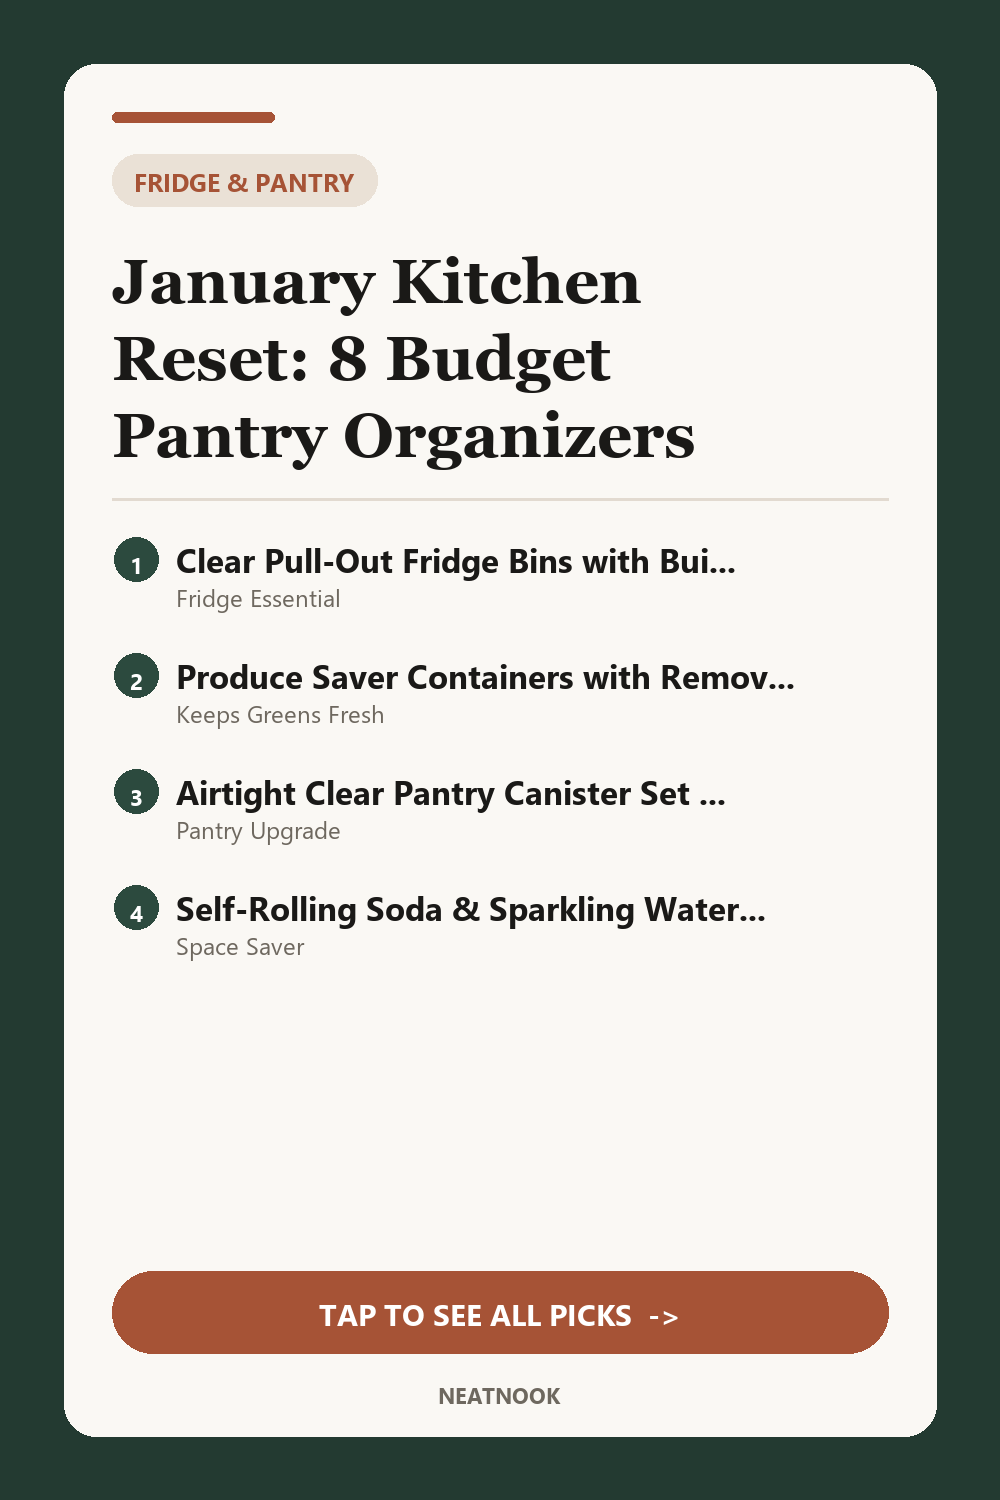 FRIDGE & PANTRY
January Kitchen
Reset: 8 Budget
Pantry Organizers
1 Clear Pull-Out Fridge Bins with Bui...
Fridge Essential
2 Produce Saver Containers with Remov...
Keeps Greens Fresh
3 Airtight Clear Pantry Canister Set ...
Pantry Upgrade
4 Self-Rolling Soda & Sparkling Water...
Space Saver
TAP TO SEE ALL PICKS ->
NEATNOOK